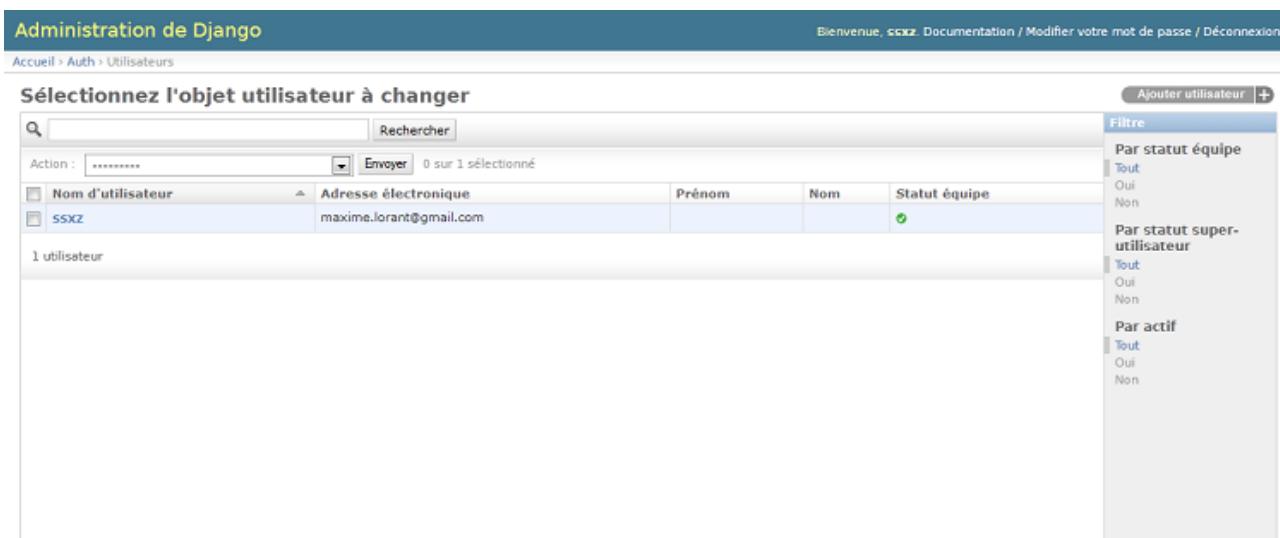 Administration de Django
Bienvenue, ssxz. Documentation / Modifier votre mot de passe / Déconnexion
Accueil › Auth › Utilisateurs
Sélectionnez l'objet utilisateur à changer
Ajouter utilisateur +
Rechercher
Action : ---------
Envoyer 0 sur 1 sélectionné
Nom d'utilisateur Adresse électronique Prénom Nom Statut équipe
ssxz maxime.lorant@gmail.com
1 utilisateur
Filtre
Par statut équipe
Tout
Oui
Non
Par statut super-
utilisateur
Tout
Oui
Non
Par actif
Tout
Oui
Non